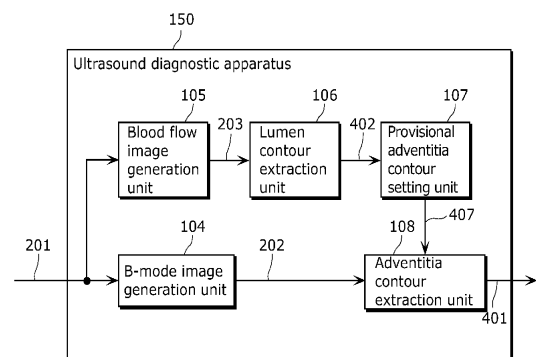 150
Ultrasound diagnostic apparatus
105
106
107
Blood flow
image
generation
unit
203
Lumen
contour
extraction
unit
402
Provisional
adventitia
contour
setting unit
407
201
104
202
108
B-mode image
generation unit
Adventitia
contour
extraction unit
401